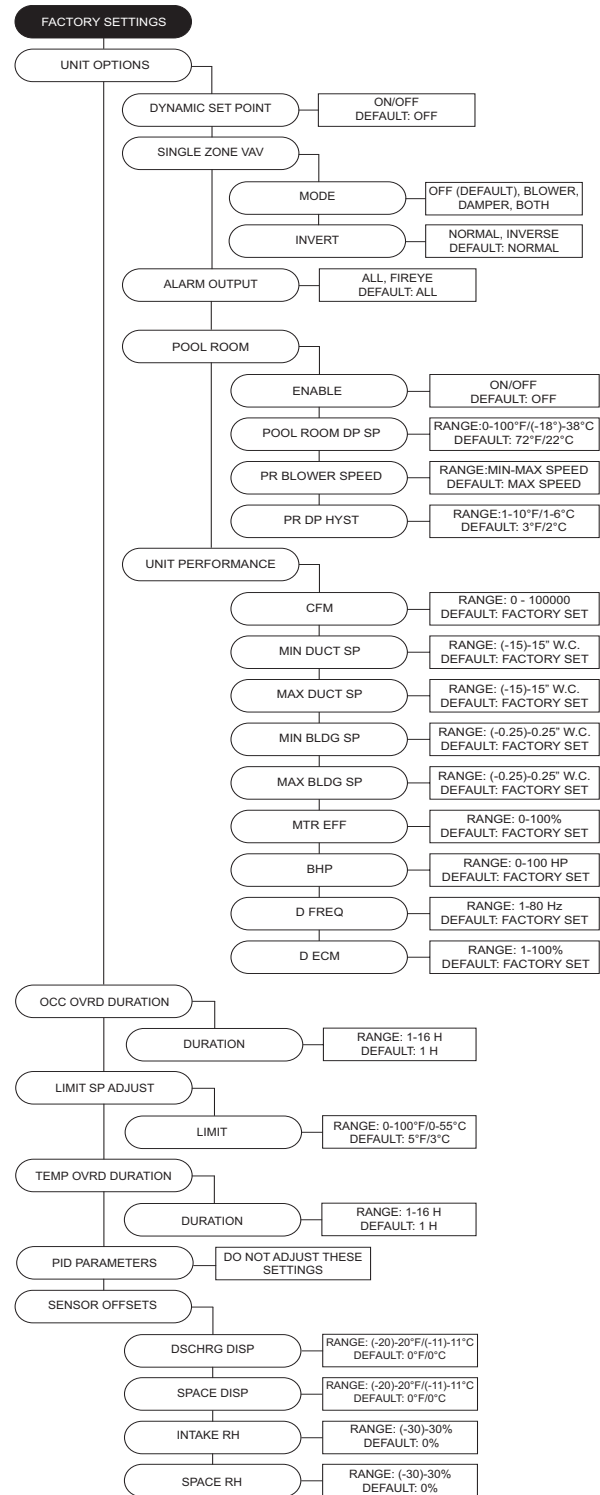 FACTORY SETTINGS
UNIT OPTIONS
DYNAMIC SET POINT
ON/OFF
DEFAULT: OFF
SINGLE ZONE VAV
MODE
OFF (DEFAULT), BLOWER,
DAMPER, BOTH
INVERT
NORMAL, INVERSE
DEFAULT: NORMAL
ALARM OUTPUT
ALL, FIREYE
DEFAULT: ALL
POOL ROOM
ENABLE
ON/OFF
DEFAULT: OFF
POOL ROOM DP SP
RANGE:0-100°F/(-18°)-38°C
DEFAULT: 72°F/22°C
PR BLOWER SPEED
RANGE:MIN-MAX SPEED
DEFAULT: MAX SPEED
PR DP HYST
RANGE:1-10°F/1-6°C
DEFAULT: 3°F/2°C
UNIT PERFORMANCE
CFM
RANGE: 0 - 100000
DEFAULT: FACTORY SET
MIN DUCT SP
RANGE: (-15)-15” W.C.
DEFAULT: FACTORY SET
MAX DUCT SP
RANGE: (-15)-15” W.C.
DEFAULT: FACTORY SET
MIN BLDG SP
RANGE: (-0.25)-0.25” W.C.
DEFAULT: FACTORY SET
MAX BLDG SP
RANGE: (-0.25)-0.25” W.C.
DEFAULT: FACTORY SET
MTR EFF
RANGE: 0-100%
DEFAULT: FACTORY SET
BHP
RANGE: 0-100 HP
DEFAULT: FACTORY SET
D FREQ
RANGE: 1-80 Hz
DEFAULT: FACTORY SET
D ECM
RANGE: 1-100%
DEFAULT: FACTORY SET
OCC OVRD DURATION
DURATION
RANGE: 1-16 H
DEFAULT: 1 H
LIMIT SP ADJUST
LIMIT
RANGE: 0-100°F/0-55°C
DEFAULT: 5°F/3°C
TEMP OVRD DURATION
DURATION
RANGE: 1-16 H
DEFAULT: 1 H
PID PARAMETERS
DO NOT ADJUST THESE
SETTINGS
SENSOR OFFSETS
DSCHRG DISP
RANGE: (-20)-20°F/(-11)-11°C
DEFAULT: 0°F/0°C
SPACE DISP
RANGE: (-20)-20°F/(-11)-11°C
DEFAULT: 0°F/0°C
INTAKE RH
RANGE: (-30)-30%
DEFAULT: 0%
SPACE RH
RANGE: (-30)-30%
DEFAULT: 0%